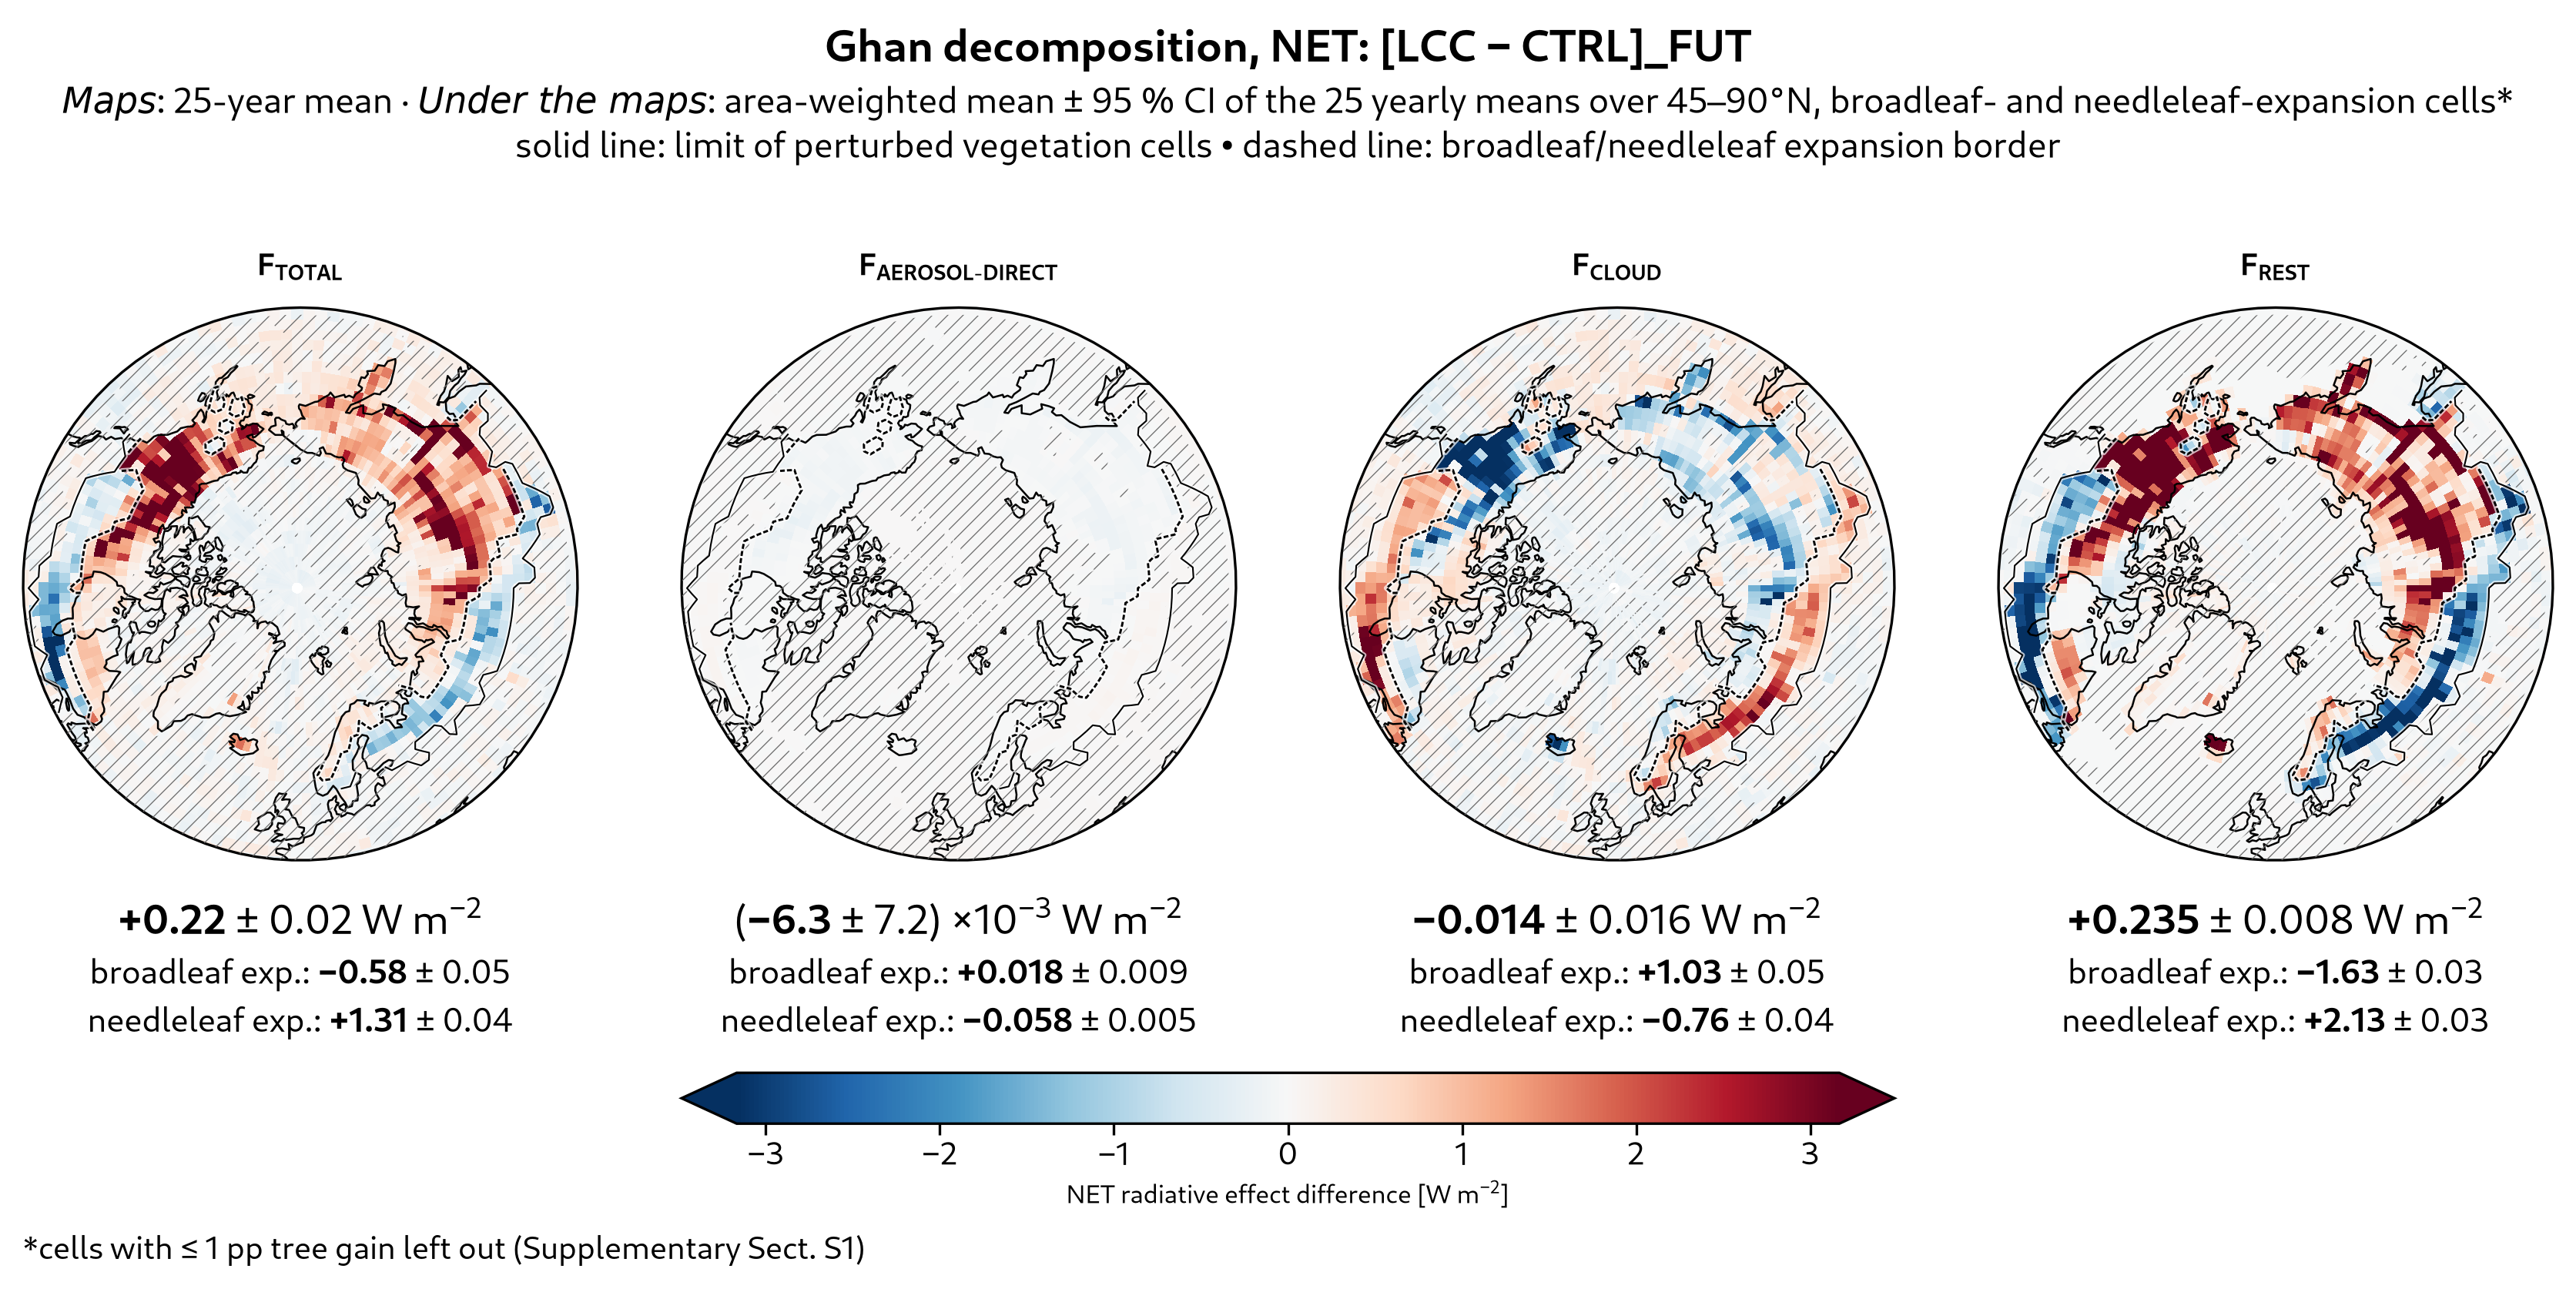 Ghan decomposition, NET: [LCC − CTRL]_FUT
Maps: 25-year mean · Under the maps: area-weighted mean ± 95 % CI of the 25 yearly means over 45–90°N, broadleaf- and needleleaf-expansion cells*
solid line: limit of perturbed vegetation cells • dashed line: broadleaf/needleleaf expansion border
F_TOTAL
F_AEROSOL-DIRECT
F_CLOUD
F_REST
+0.22 ± 0.02 W m⁻²
broadleaf exp.: −0.58 ± 0.05
needleleaf exp.: +1.31 ± 0.04
(−6.3 ± 7.2) ×10⁻³ W m⁻²
broadleaf exp.: +0.018 ± 0.009
needleleaf exp.: −0.058 ± 0.005
−0.014 ± 0.016 W m⁻²
broadleaf exp.: +1.03 ± 0.05
needleleaf exp.: −0.76 ± 0.04
+0.235 ± 0.008 W m⁻²
broadleaf exp.: −1.63 ± 0.03
needleleaf exp.: +2.13 ± 0.03
−3 −2 −1 0 1 2 3
NET radiative effect difference [W m⁻²]
*cells with ≤ 1 pp tree gain left out (Supplementary Sect. S1)